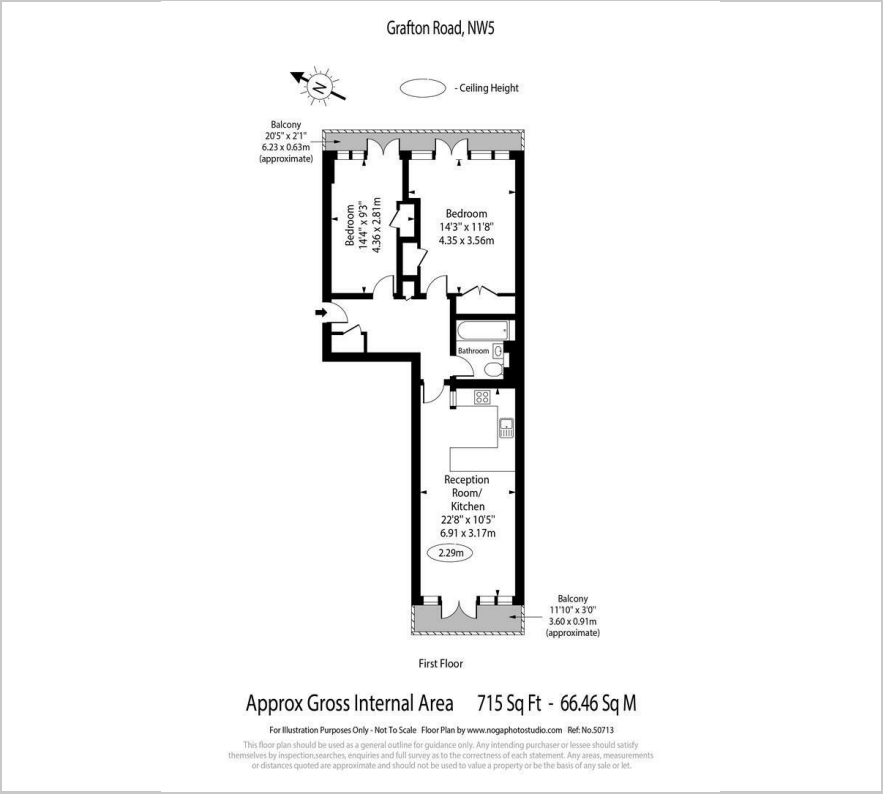 Grafton Road, NW5
N
- Ceiling Height
Balcony
20'5" x 2'1"
6.23 x 0.63m
(approximate)
Bedroom
14'4" x 9'3"
4.36 x 2.81m
Bedroom
14'3" x 11'8"
4.35 x 3.56m
Bathroom
Reception
Room/
Kitchen
22'8" x 10'5"
6.91 x 3.17m
2.29m
Balcony
11'10" x 3'0"
3.60 x 0.91m
(approximate)
First Floor
Approx Gross Internal Area 715 Sq Ft - 66.46 Sq M
For Illustration Purposes Only - Not To Scale Floor Plan by www.nogaphotostudio.com Ref: No.50713
This floor plan should be used as a general outline for guidance only. Any intending purchaser or lessee should satisfy
themselves by inspection,searches, enquiries and full survey as to the correctness of each statement. Any areas, measurements
or distances quoted are approximate and should not be used to value a property or be the basis of any sale or let.